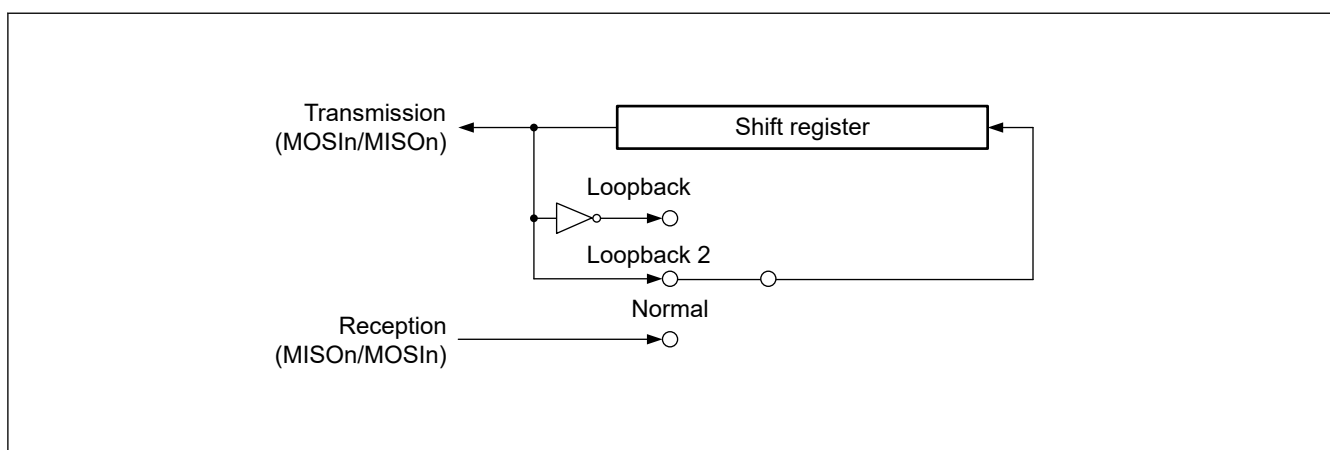 Transmission
(MOSIn/MISOn)
Shift register
Loopback
Loopback 2
Normal
Reception
(MISOn/MOSIn)